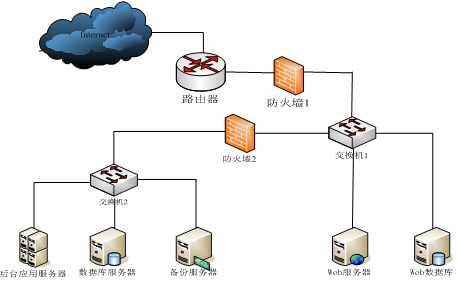 Internet
路由器
防火墙1
防火墙2
交换机1
交换机2
后台应用服务器
数据库服务器
备份服务器
Web服务器
Web数据库